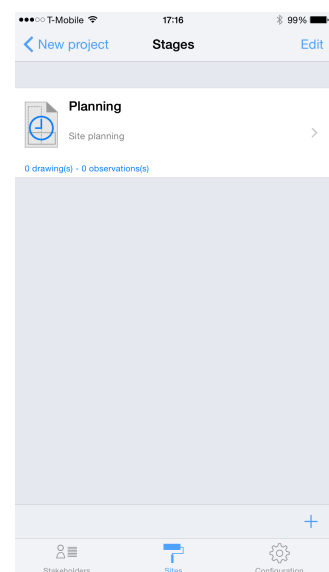 T-Mobile 17:16 99%
New project Stages Edit
Planning
Site planning
0 drawing(s) - 0 observations(s)
Stakeholders Sites Configuration